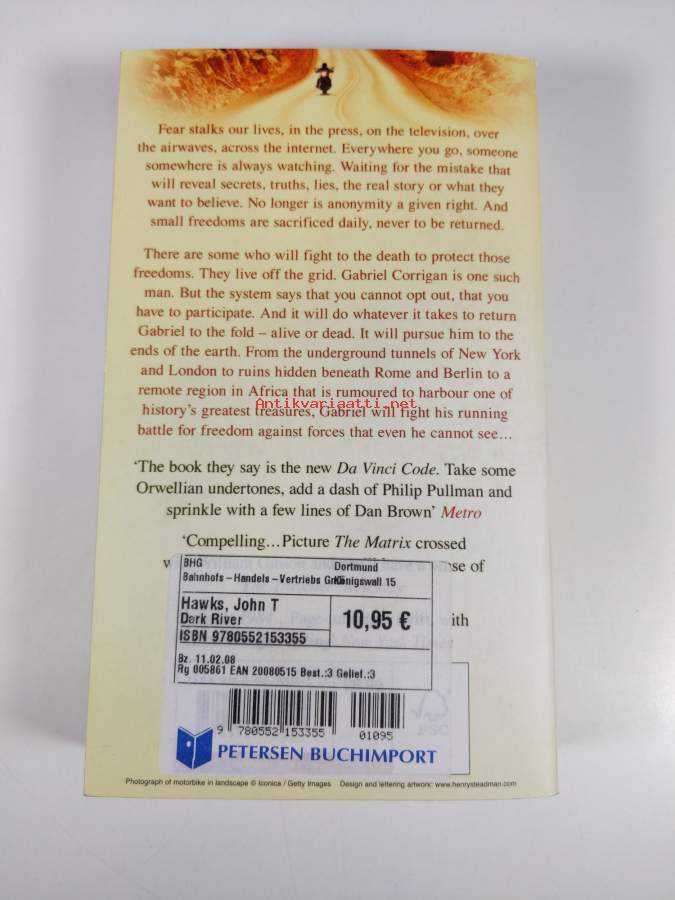 Fear stalks our lives, in the press, on the television, over
the airwaves, across the internet. Everywhere you go, someone
somewhere is always watching. Waiting for the mistake that
will reveal secrets, truths, lies, the real story or what they
want to believe. No longer is anonymity a given right. And
small freedoms are sacrificed daily, never to be returned.
There are some who will fight to the death to protect those
freedoms. They live off the grid. Gabriel Corrigan is one such
man. But the system says that you cannot opt out, that you
have to participate. And it will do whatever it takes to return
Gabriel to the fold – alive or dead. It will pursue him to the
ends of the earth. From the underground tunnels of New York
and London to ruins hidden beneath Rome and Berlin to a
remote region in Africa that is rumoured to harbour one of
Antikvariaatti.net
history's greatest treasures, Gabriel will fight his running
battle for freedom against forces that even he cannot see...
'The book they say is the new Da Vinci Code. Take some
Orwellian undertones, add a dash of Philip Pullman and
sprinkle with a few lines of Dan Brown' Metro
'Compelling...Picture The Matrix crossed
of
with
BHG Dortmund
Bahnhofs-Handels-Vertriebs Königswall 15
Hawks, John T
Dark River
ISBN 9780552153355
10,95 €
Bz. 11.02.08
Rg 005861 EAN 20080515 Best.:3 Gelief.:3
9 780552 153355 01095
PETERSEN BUCHIMPORT
FSC
Photograph of motorbike in landscape © Iconica / Getty Images Design and lettering artwork: www.henrysteadman.com